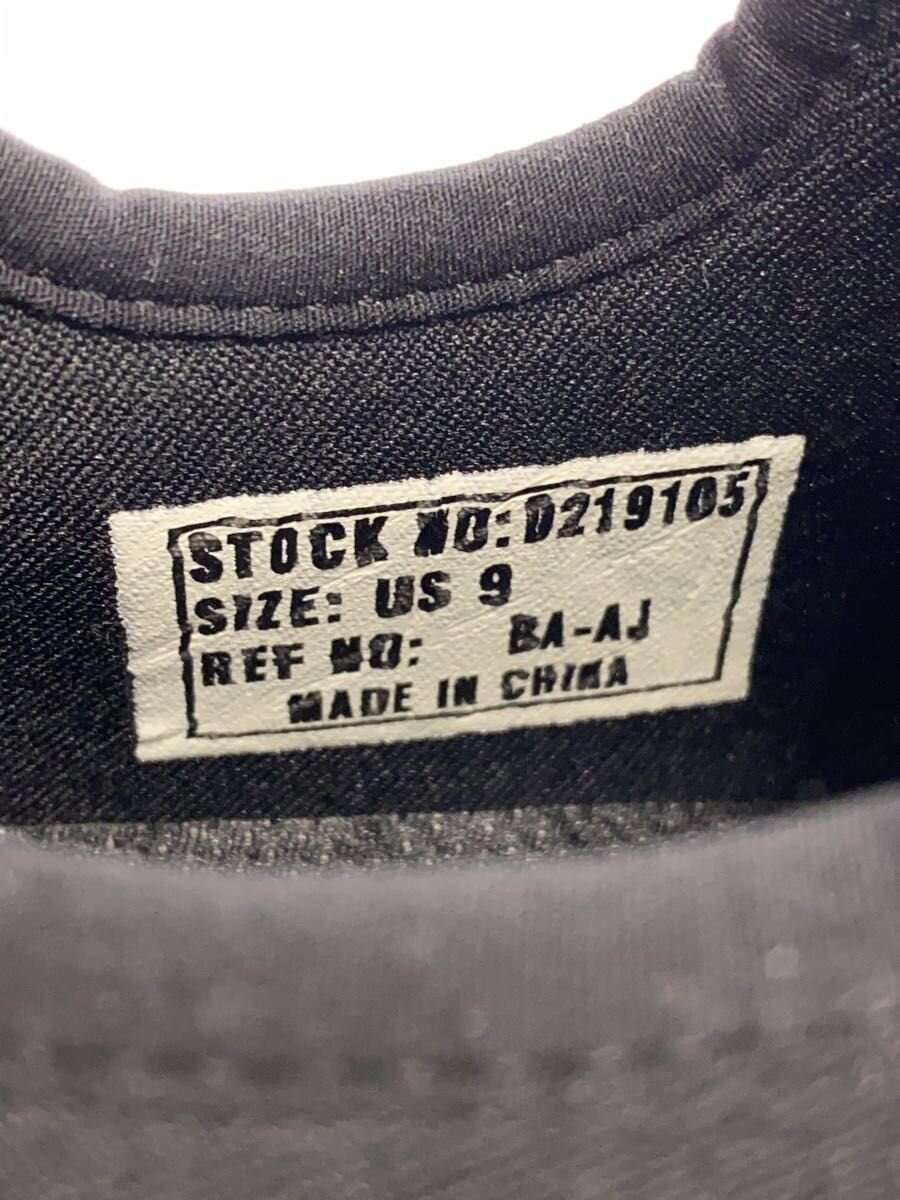 STOCK NO: D219105
SIZE: US 9
REF NO: BA-AJ
MADE IN CHINA